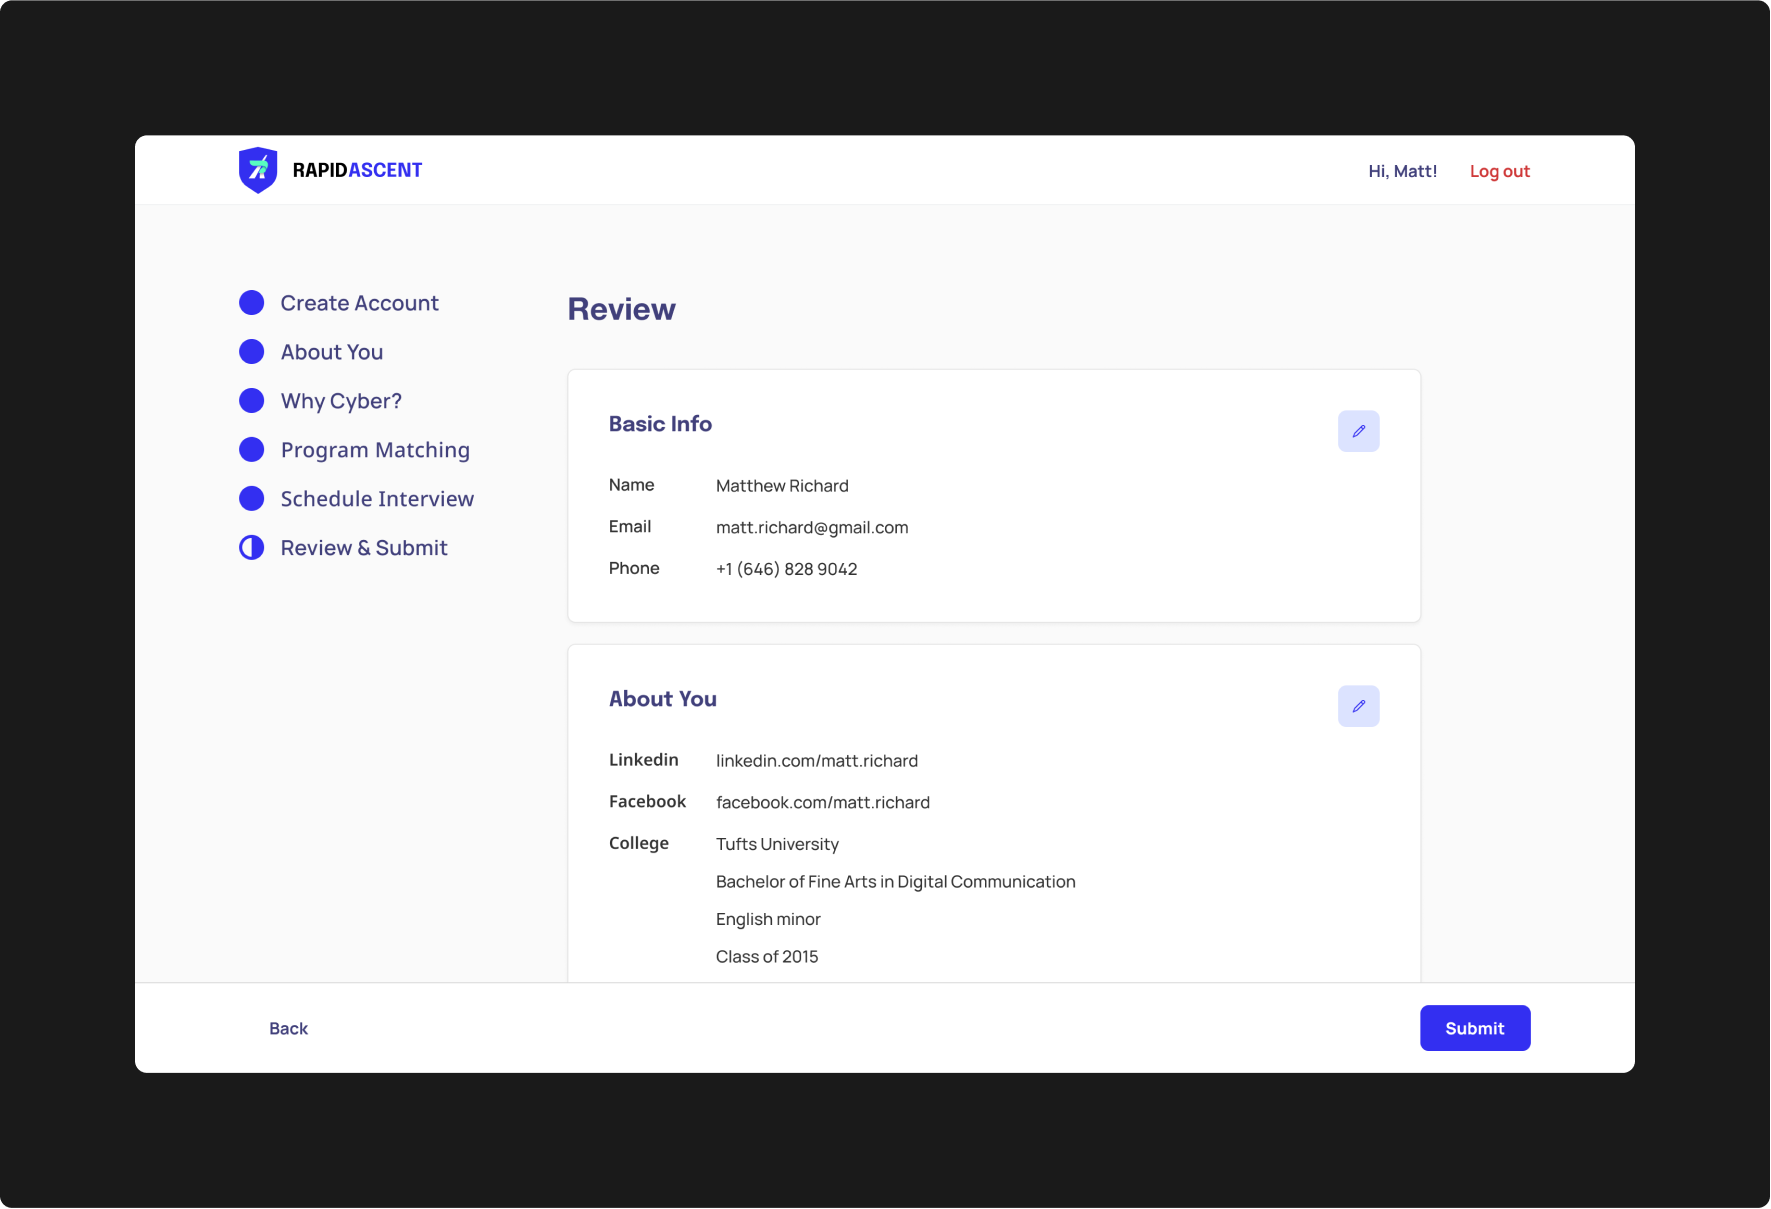 RAPIDASCENT
Hi, Matt!
Log out
Create Account
About You
Why Cyber?
Program Matching
Schedule Interview
Review & Submit
Review
Basic Info
Name Matthew Richard
Email matt.richard@gmail.com
Phone +1 (646) 828 9042
About You
Linkedin linkedin.com/matt.richard
Facebook facebook.com/matt.richard
College Tufts University
Bachelor of Fine Arts in Digital Communication
English minor
Class of 2015
Back
Submit